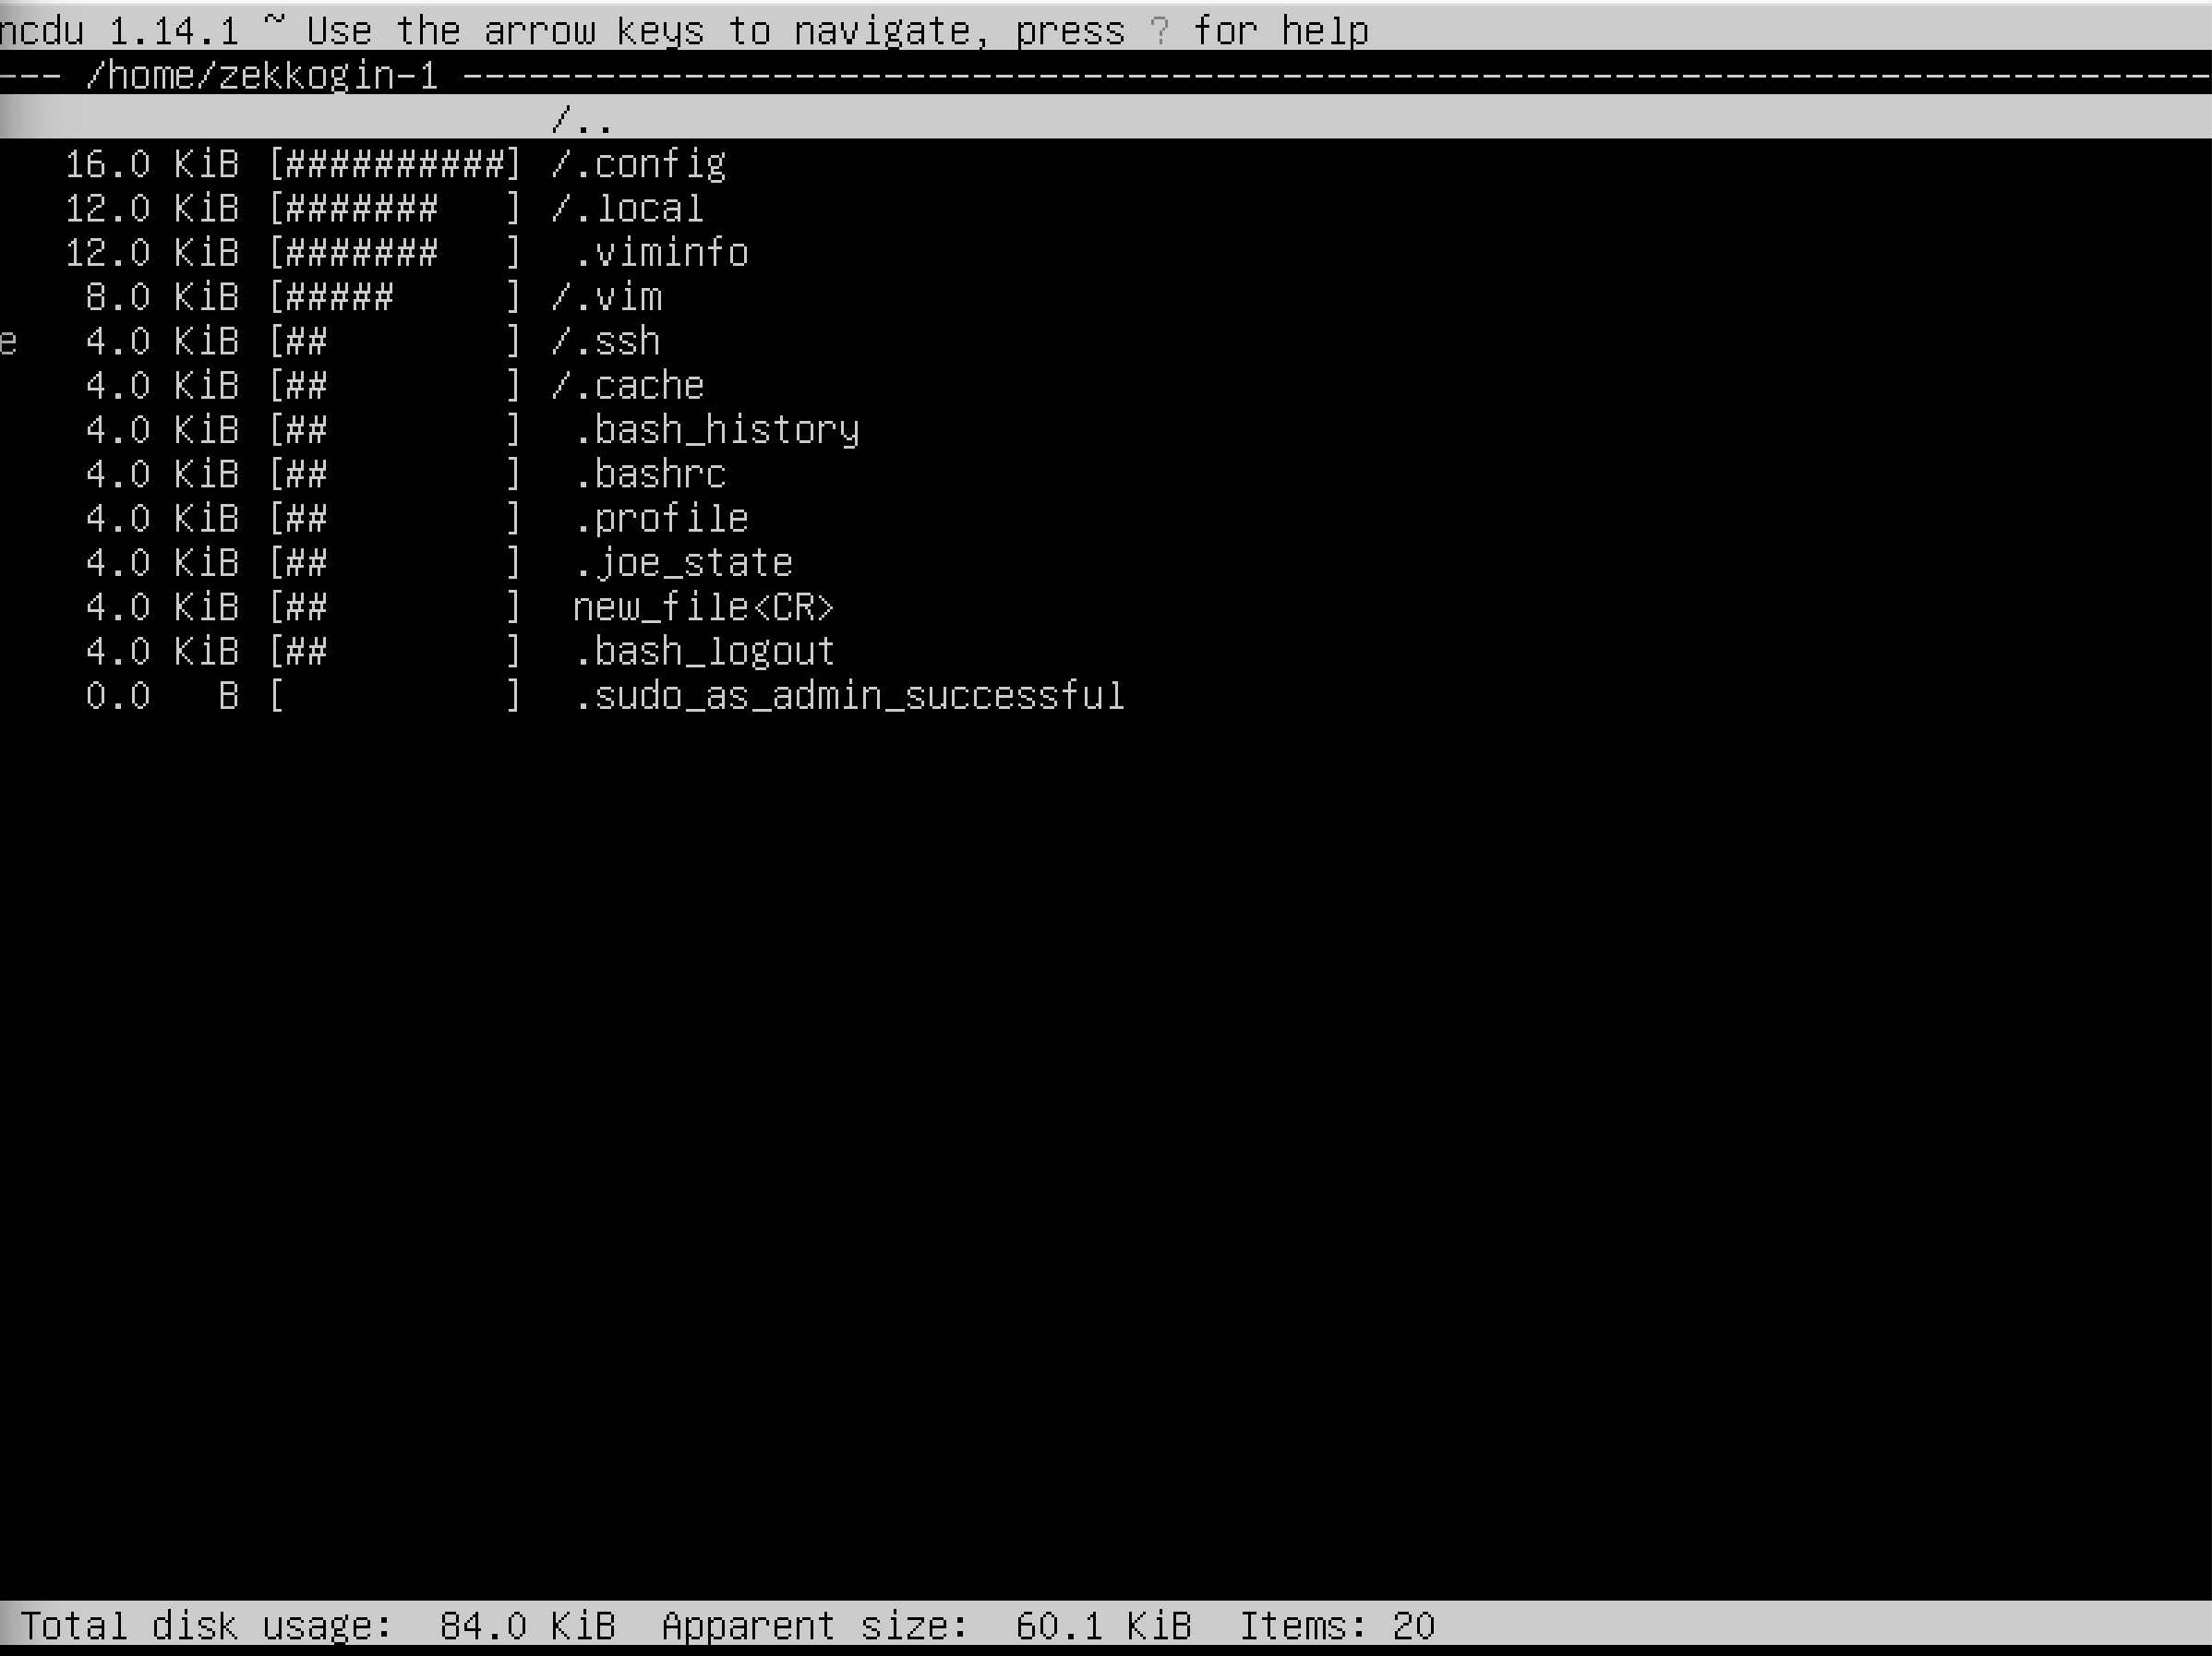 ncdu 1.14.1 ~ Use the arrow keys to navigate, press ? for help
--- /home/zekkogin-1 -------------------------------------------------------------------------------
/..
16.0 KiB [##########] /.config
12.0 KiB [#######   ] /.local
12.0 KiB [#######   ]  .viminfo
8.0 KiB [#####     ] /.vim
e   4.0 KiB [##        ] /.ssh
4.0 KiB [##        ] /.cache
4.0 KiB [##        ]  .bash_history
4.0 KiB [##        ]  .bashrc
4.0 KiB [##        ]  .profile
4.0 KiB [##        ]  .joe_state
4.0 KiB [##        ]  new_file<CR>
4.0 KiB [##        ]  .bash_logout
0.0   B [          ]  .sudo_as_admin_successful
Total disk usage:  84.0 KiB  Apparent size:  60.1 KiB  Items: 20